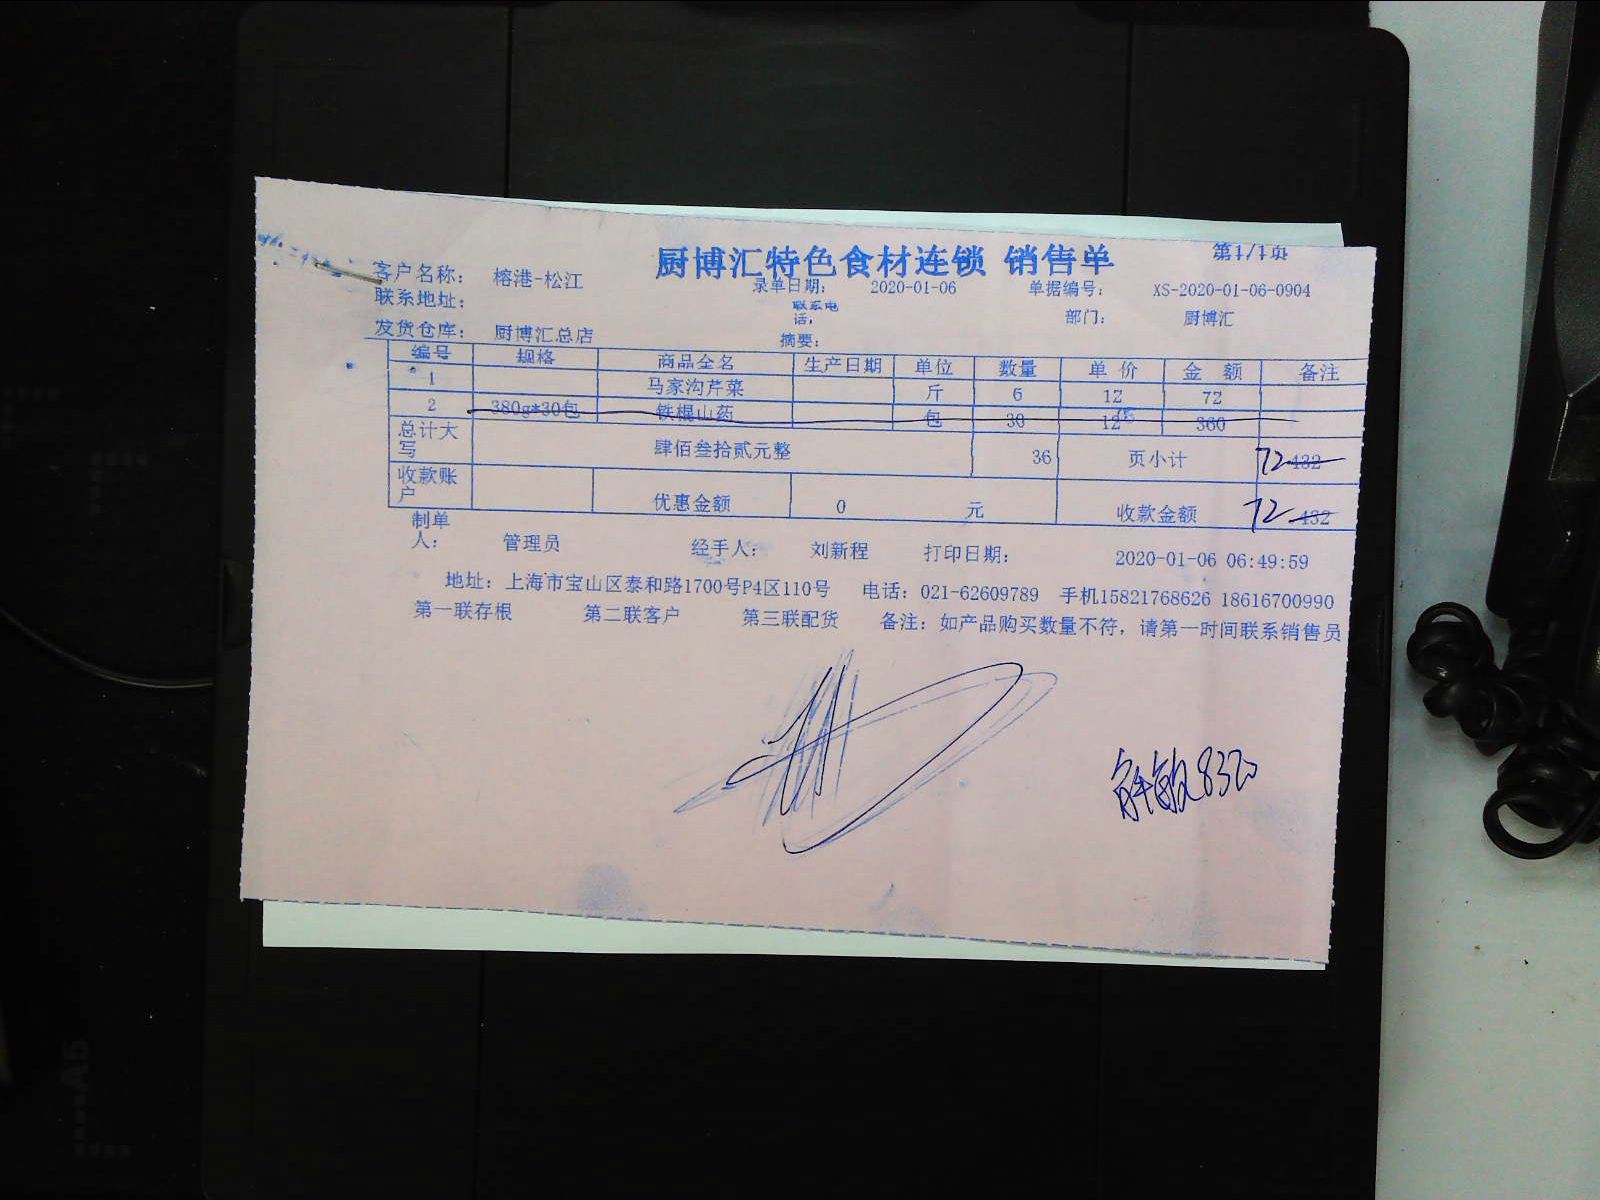 厨博汇特色食材连锁 销售单 第1/1页
客户名称： 榕港-松江 录单日期： 2020-01-06 单据编号： XS-2020-01-06-0904
联系地址： 联系电话： 部门： 厨博汇
发货仓库： 厨博汇总店 摘要：
编号 规格 商品全名 生产日期 单位 数量 单价 金额 备注
1 马家沟芹菜 斤 6 12 72
2 380g*30包 铁棍山药 包 30 12 360
总计大写 肆佰叁拾贰元整 36 页小计 72 432
收款账户 优惠金额 0 元 收款金额 72 432
制单人： 管理员 经手人： 刘新程 打印日期： 2020-01-06 06:49:59
地址：上海市宝山区泰和路1700号P4区110号 电话：021-62609789 手机15821768626 18616700990
第一联存根 第二联客户 第三联配货 备注：如产品购买数量不符，请第一时间联系销售员